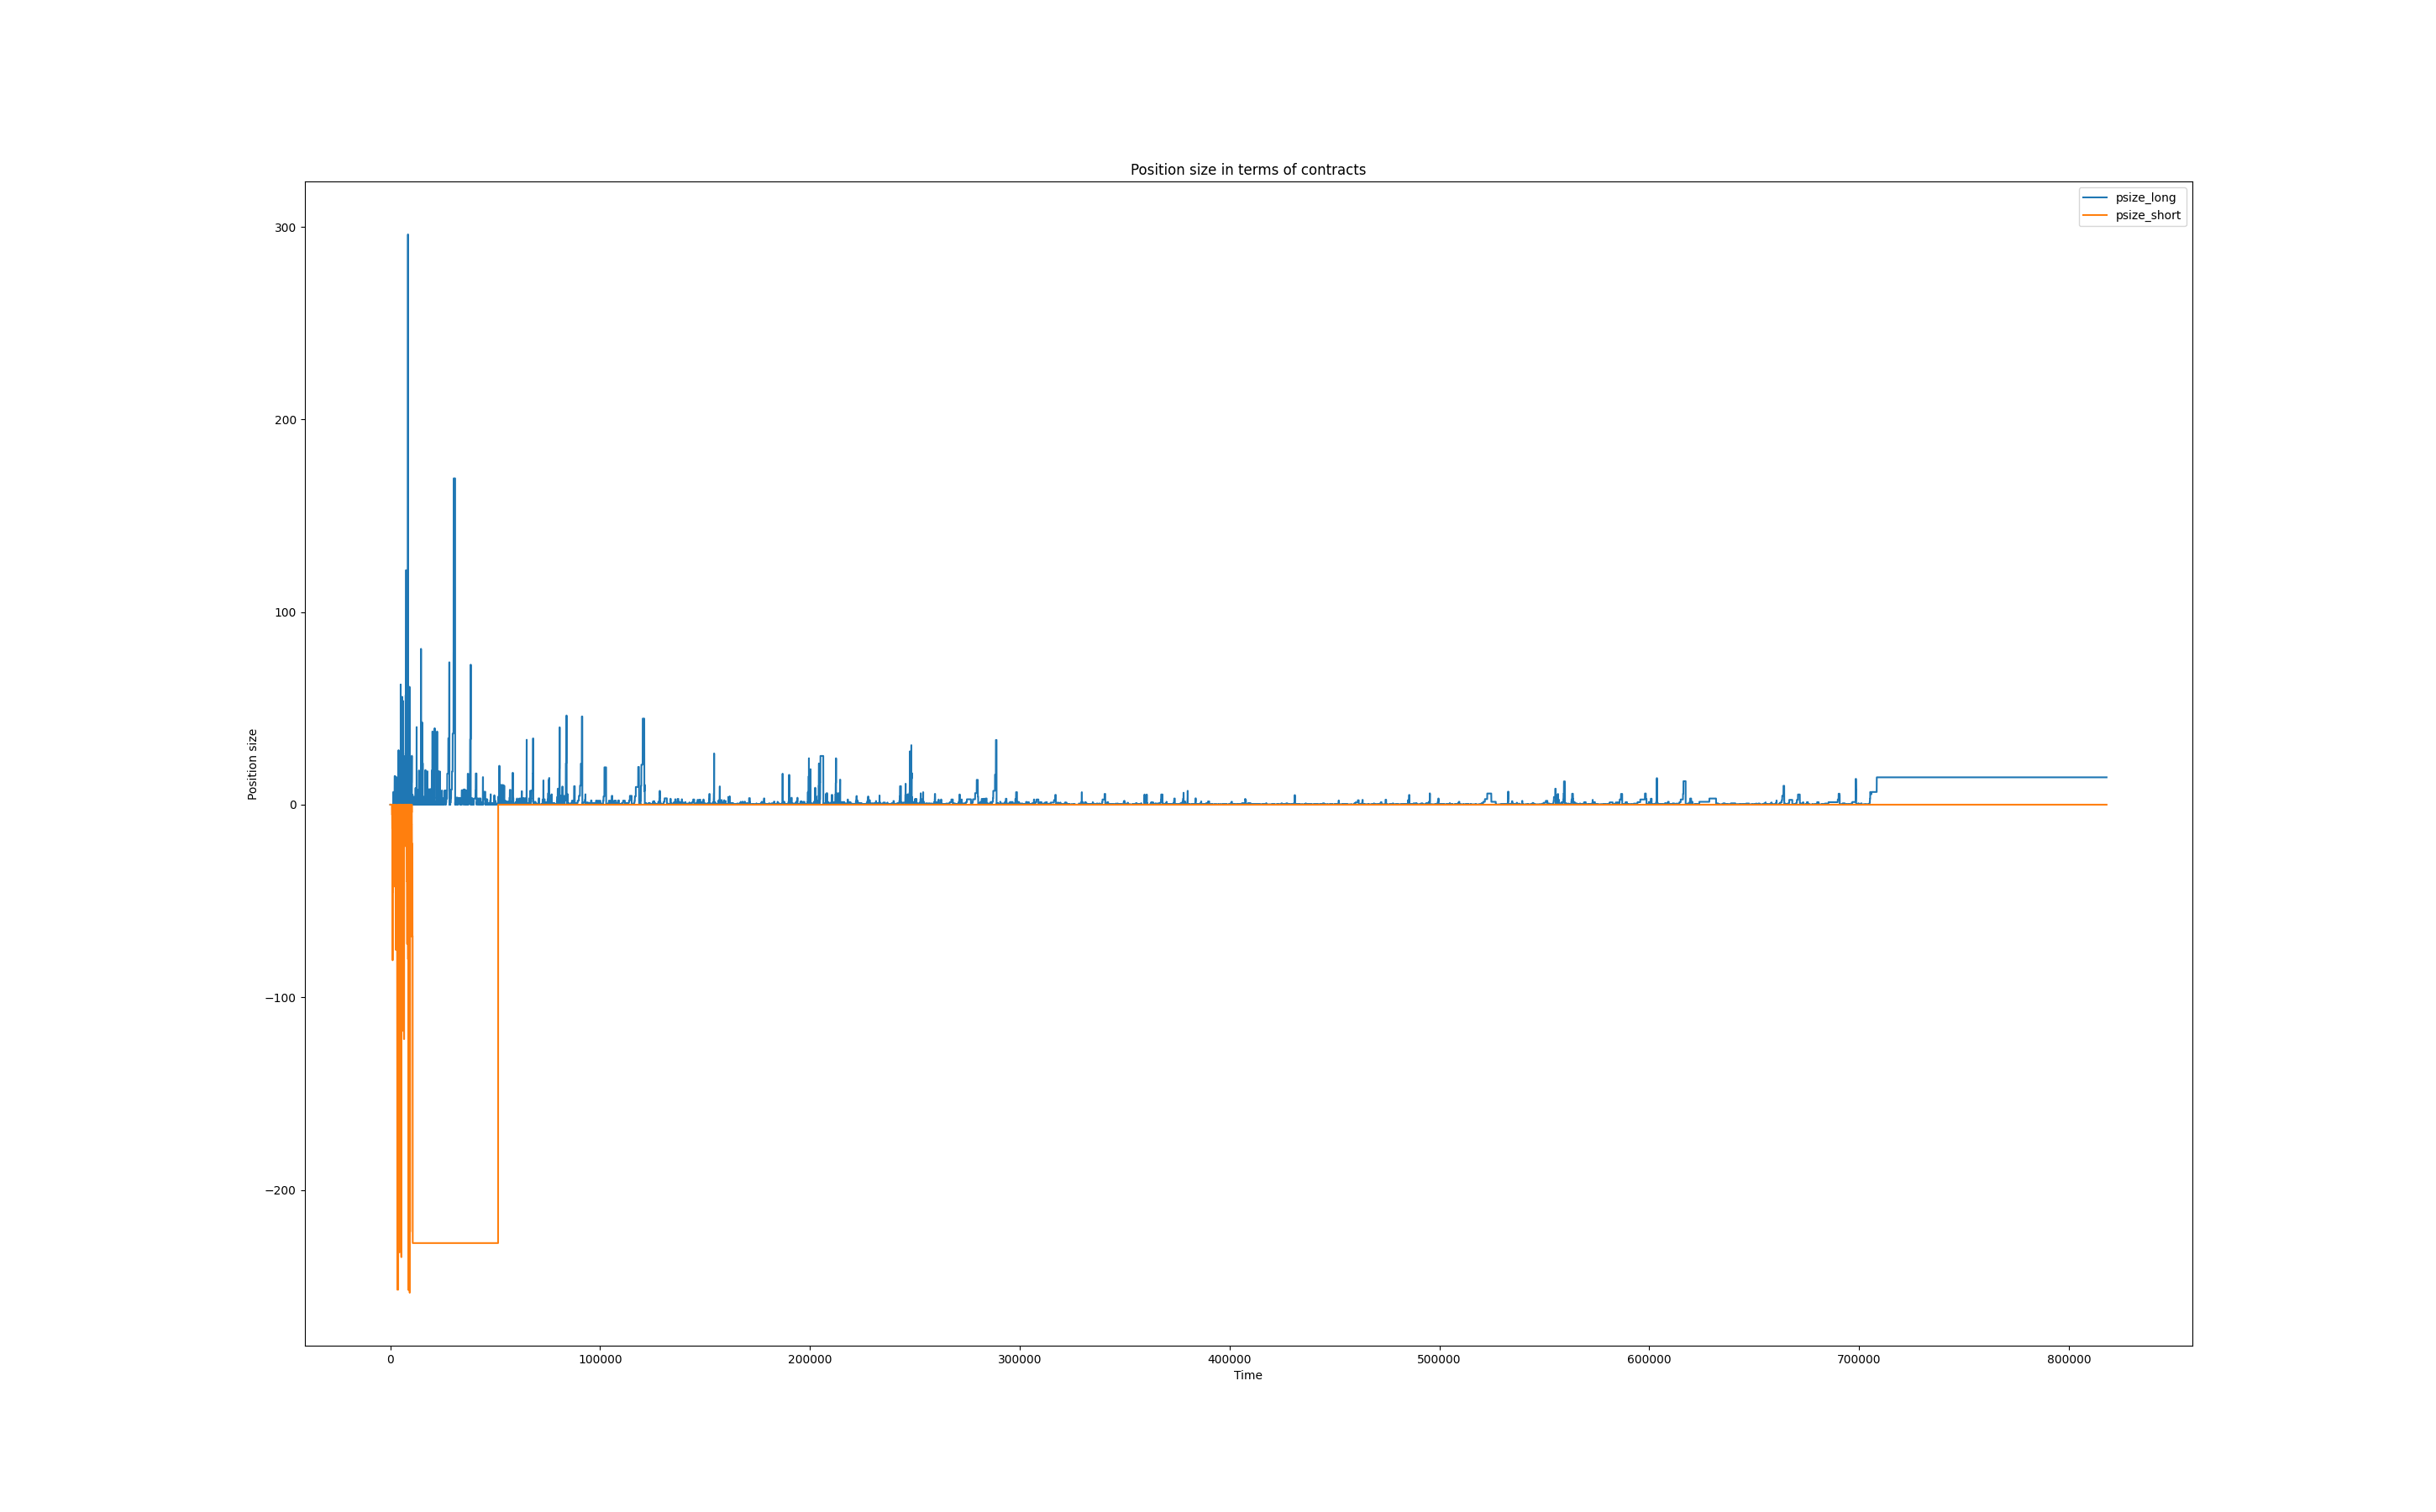 Position size in terms of contracts
psize_long
psize_short
300
200
100
0
−100
−200
Position size
0 100000 200000 300000 400000 500000 600000 700000 800000
Time